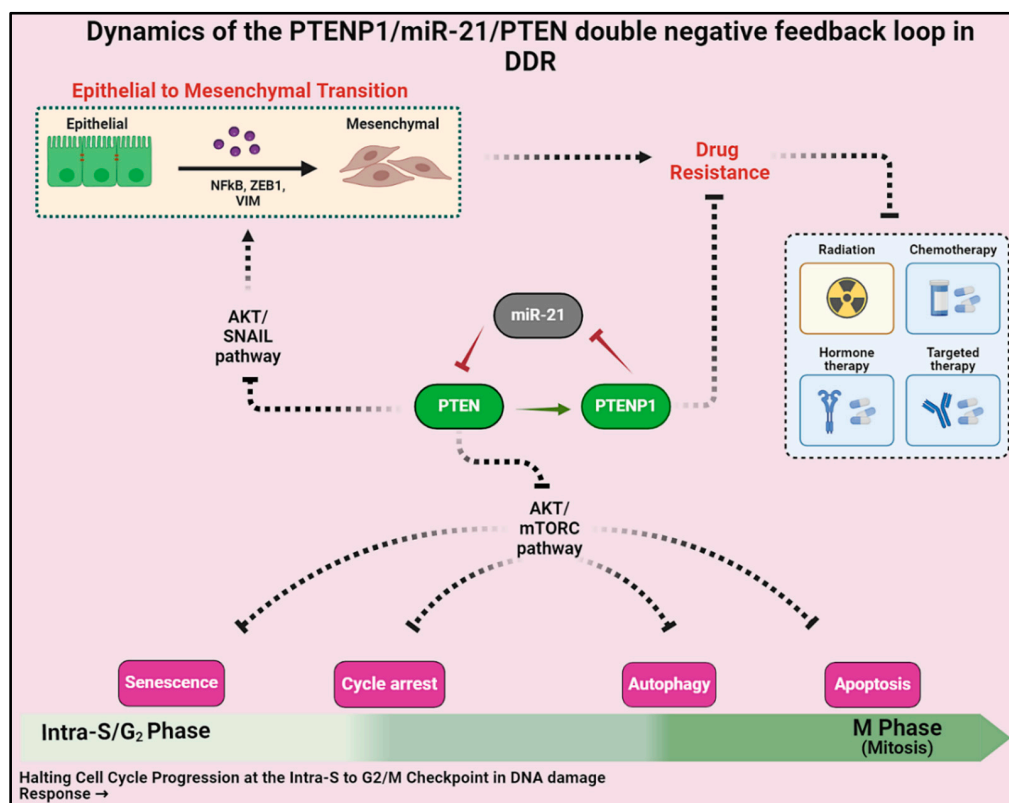 Dynamics of the PTENP1/miR-21/PTEN double negative feedback loop in
DDR
Epithelial to Mesenchymal Transition
Epithelial
Mesenchymal
NFkB, ZEB1,
VIM
Drug
Resistance
Radiation
Chemotherapy
Hormone
therapy
Targeted
therapy
AKT/
SNAIL
pathway
miR-21
PTEN
PTENP1
AKT/
mTORC
pathway
Senescence
Cycle arrest
Autophagy
Apoptosis
Intra-S/G₂ Phase
M Phase
(Mitosis)
Halting Cell Cycle Progression at the Intra-S to G2/M Checkpoint in DNA damage
Response →